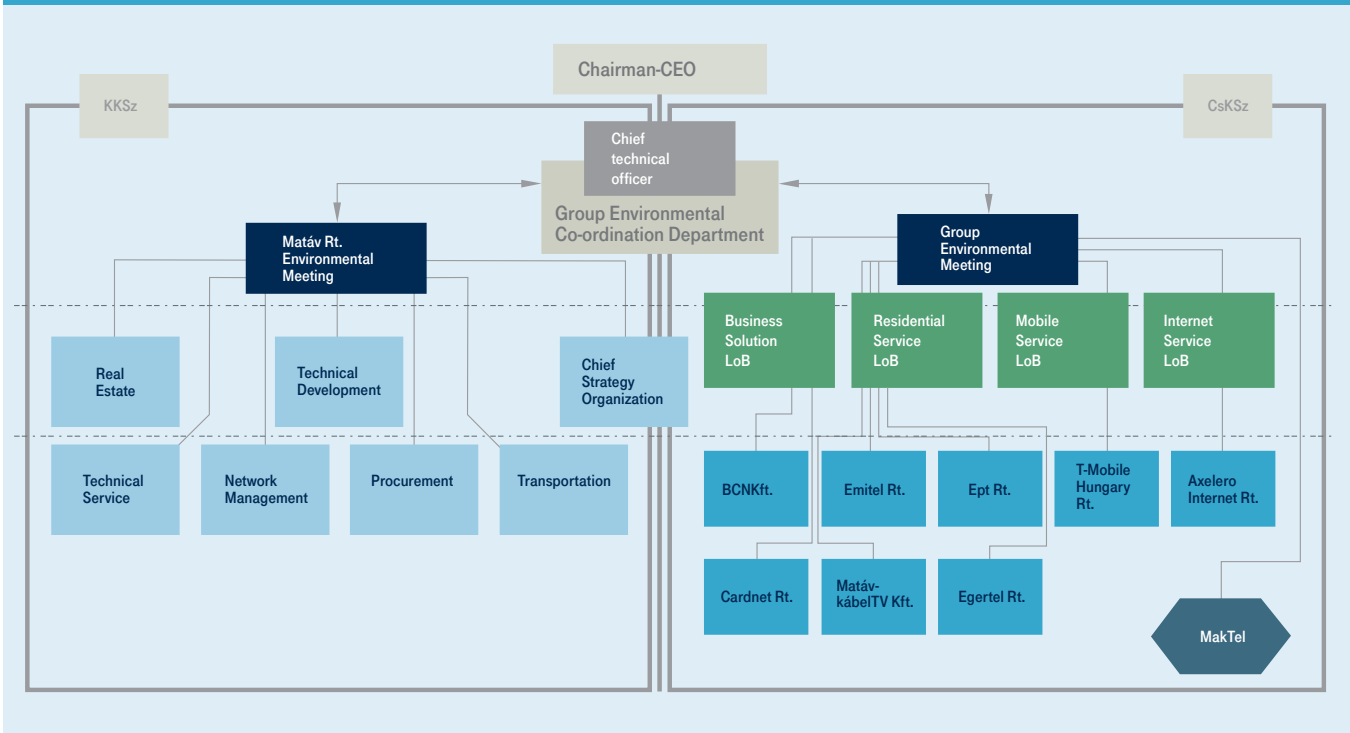 Chairman-CEO
KKSz
CsKSz
Chief
technical
officer
Group Environmental
Co-ordination Department
Matáv Rt.
Environmental
Meeting
Group
Environmental
Meeting
Business
Solution
LoB
Residential
Service
LoB
Mobile
Service
LoB
Internet
Service
LoB
Real
Estate
Technical
Development
Chief
Strategy
Organization
Technical
Service
Network
Management
Procurement
Transportation
BCNKft.
Emitel Rt.
Ept Rt.
T-Mobile
Hungary
Rt.
Axelero
Internet Rt.
Cardnet Rt.
Matáv-
kábelTV Kft.
Egertel Rt.
MakTel